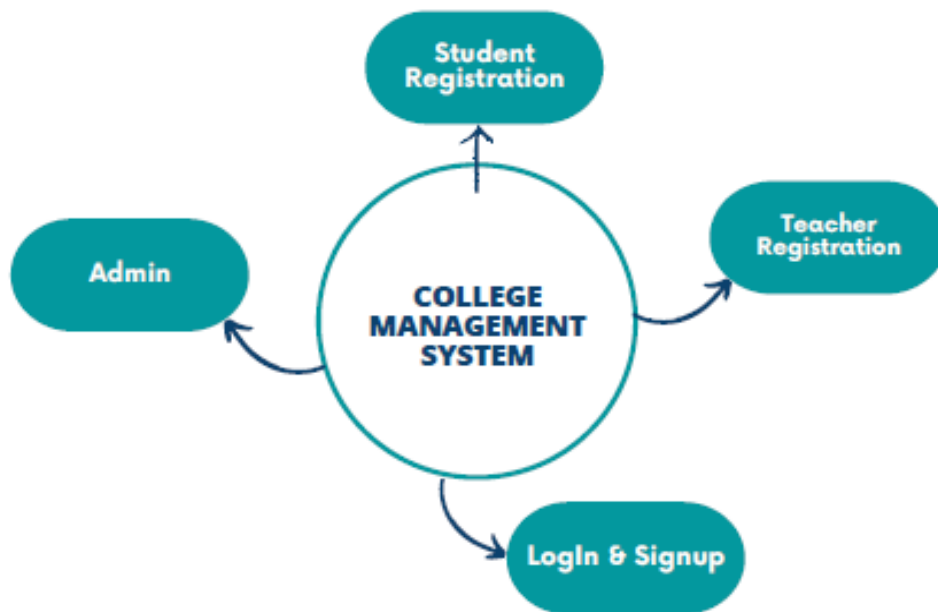 Student
Registration
Teacher
Registration
Admin
COLLEGE
MANAGEMENT
SYSTEM
LogIn & Signup